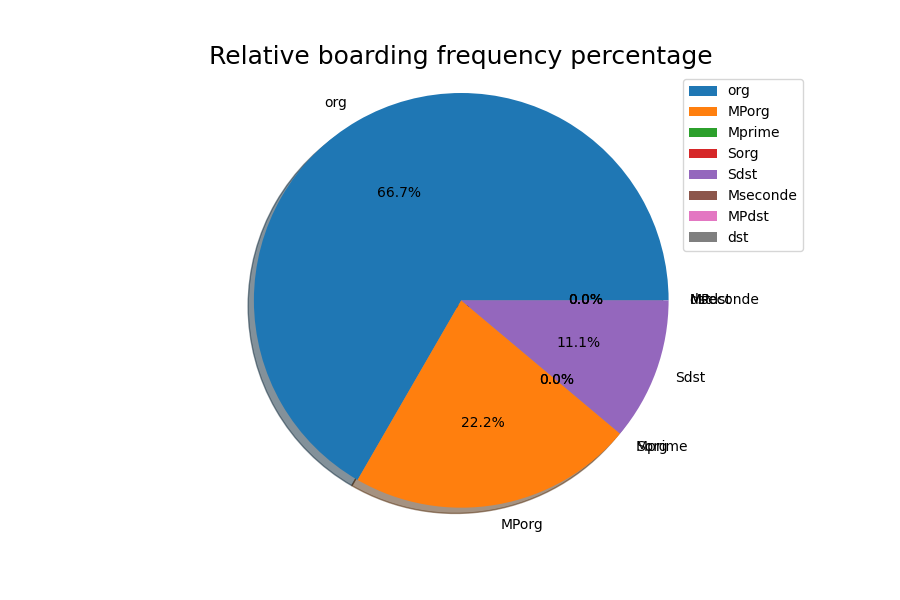 Relative boarding frequency percentage
org
MPorg
Mprime
Sorg
Sdst
Mseconde
MPdst
dst
org
66.7%
0.0%
11.1%
Sdst
0.0%
22.2%
MPorg